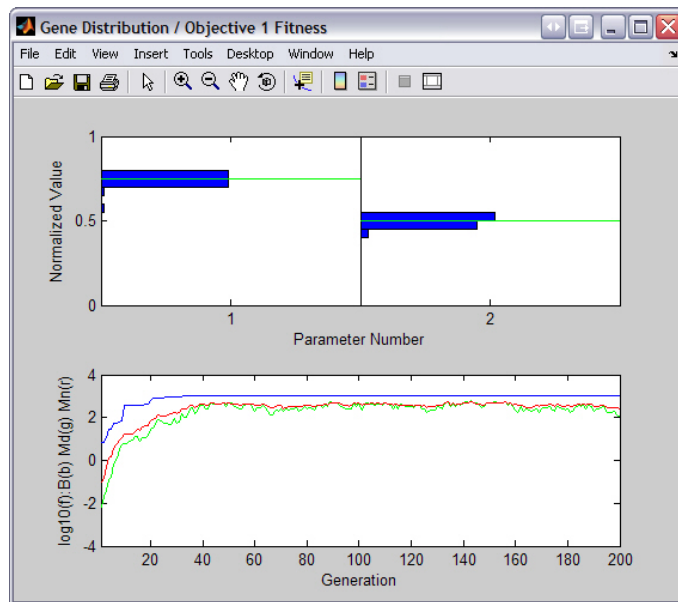 Gene Distribution / Objective 1 Fitness
File Edit View Insert Tools Desktop Window Help
1
0.5
0
Normalized Value
1 2
Parameter Number
4
2
0
-2
-4
log10(f):B(b) Md(g) Mn(r)
20 40 60 80 100 120 140 160 180 200
Generation